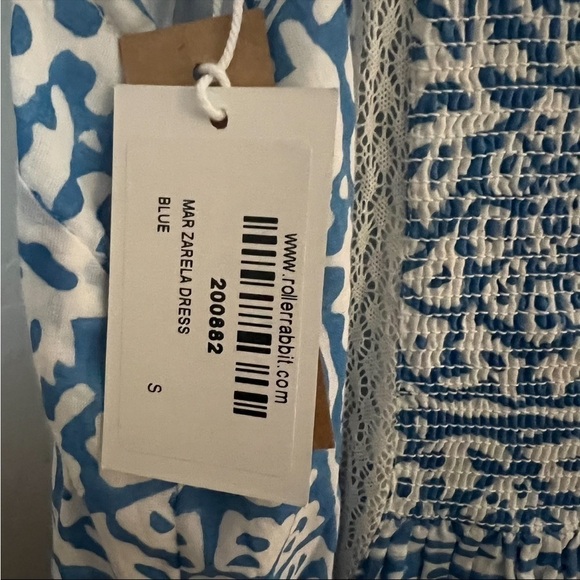 www.rollerrabbit.com
200882
MAR ZARELA DRESS
BLUE
S